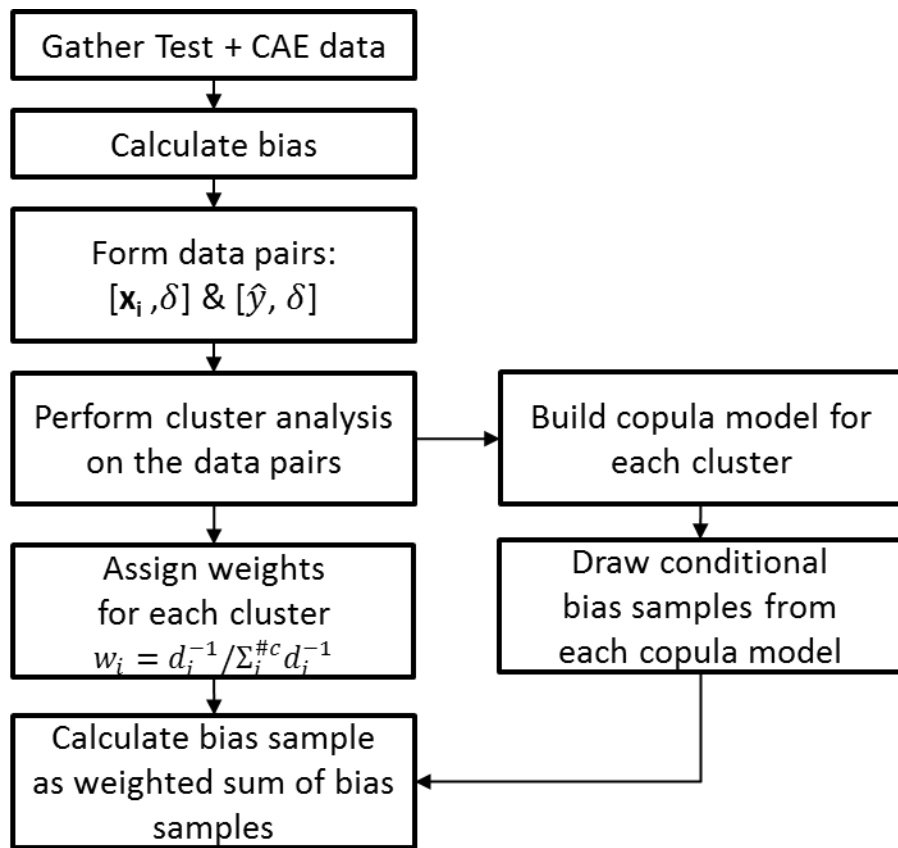 Gather Test + CAE data
Calculate bias
Form data pairs:
[𝐱ᵢ ,δ] & [ŷ, δ]
Perform cluster analysis
on the data pairs
Build copula model for
each cluster
Assign weights
for each cluster
wᵢ = dᵢ⁻¹/Σⱼ^#c dⱼ⁻¹
Draw conditional
bias samples from
each copula model
Calculate bias sample
as weighted sum of bias
samples